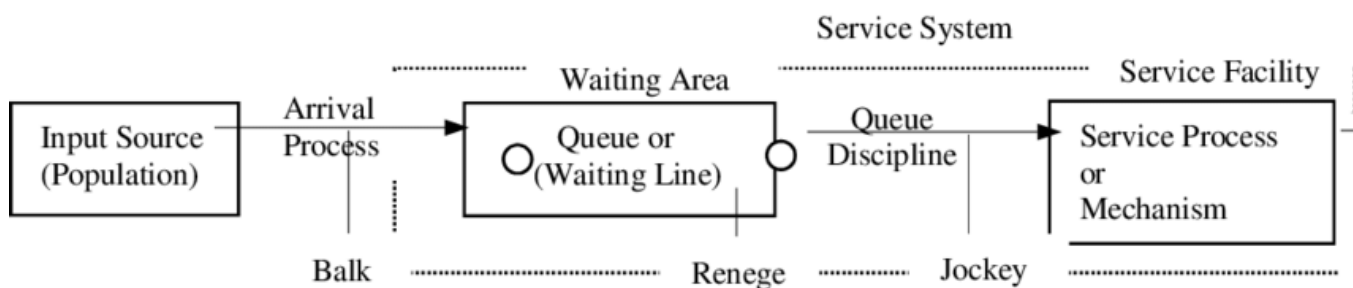 Service System
Waiting Area
Service Facility
Input Source
(Population)
Arrival
Process
Queue or
(Waiting Line)
Queue
Discipline
Service Process
or
Mechanism
Balk
Renege
Jockey